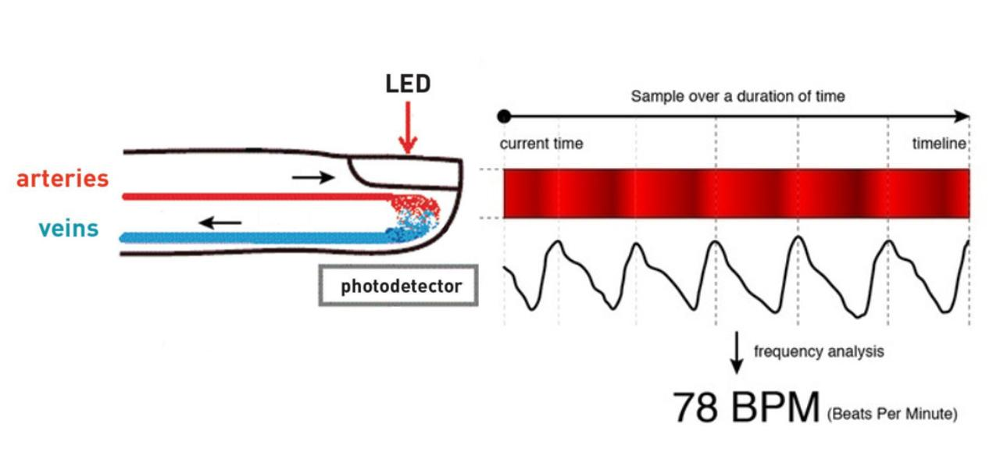 LED
arteries
veins
photodetector
Sample over a duration of time
current time
timeline
frequency analysis
78 BPM (Beats Per Minute)